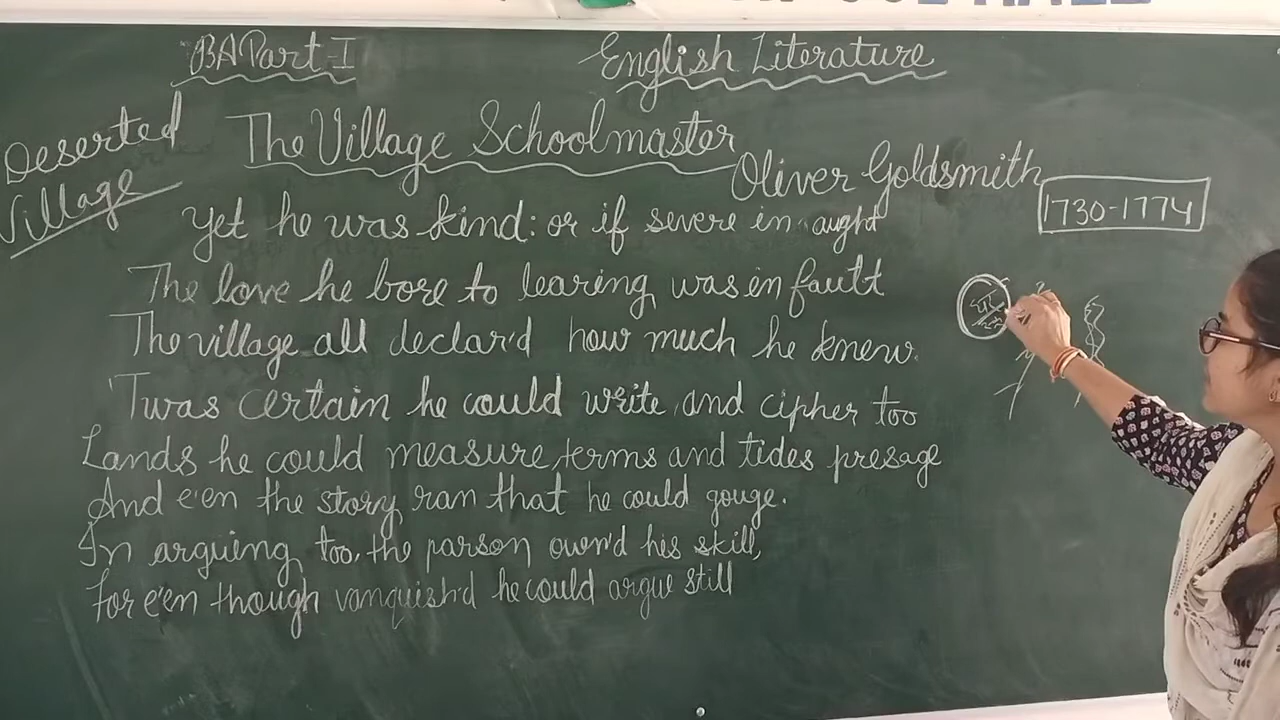 BA Part-I
English Literature
Deserted
Village
The Village Schoolmaster
Oliver Goldsmith
1730-1774
Yet he was kind: or if severe in aught
The love he bore to learing was in fault
The village all declar'd how much he knew.
'Twas certain he could write, and cipher too
Lands he could measure, terms and tides presage
And e'en the story ran that he could gouge.
In arguing too, the parson own'd his skill,
For e'en though vanquish'd he could argue still